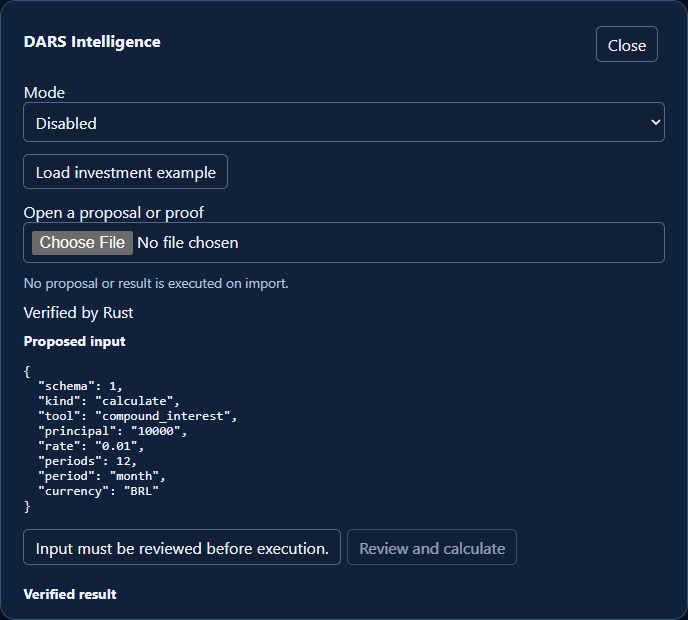 DARS Intelligence
Close
Mode
Disabled
Load investment example
Open a proposal or proof
Choose File No file chosen
No proposal or result is executed on import.
Verified by Rust
Proposed input
{
  "schema": 1,
  "kind": "calculate",
  "tool": "compound_interest",
  "principal": "10000",
  "rate": "0.01",
  "periods": 12,
  "period": "month",
  "currency": "BRL"
}
Input must be reviewed before execution. Review and calculate
Verified result